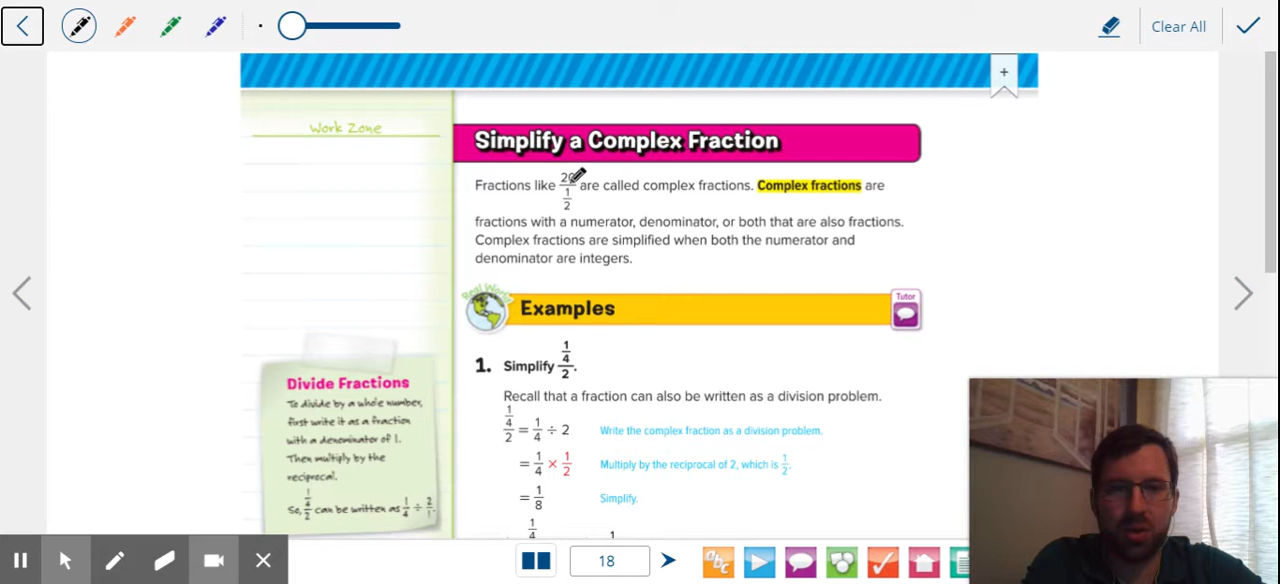 Clear All
+
Work Zone
Simplify a Complex Fraction
Fractions like 20/(1/2) are called complex fractions. Complex fractions are
fractions with a numerator, denominator, or both that are also fractions.
Complex fractions are simplified when both the numerator and
denominator are integers.
Real World
Examples
Tutor
1. Simplify (1/4)/2.
Recall that a fraction can also be written as a division problem.
(1/4)/2 = 1/4 ÷ 2 Write the complex fraction as a division problem.
= 1/4 × 1/2 Multiply by the reciprocal of 2, which is 1/2.
= 1/8 Simplify.
Divide Fractions
To divide by a whole number,
first write it as a fraction
with a denominator of 1.
Then multiply by the
reciprocal.
So, (1/4)/2 can be written as 1/4 ÷ 2/1.
18
abc